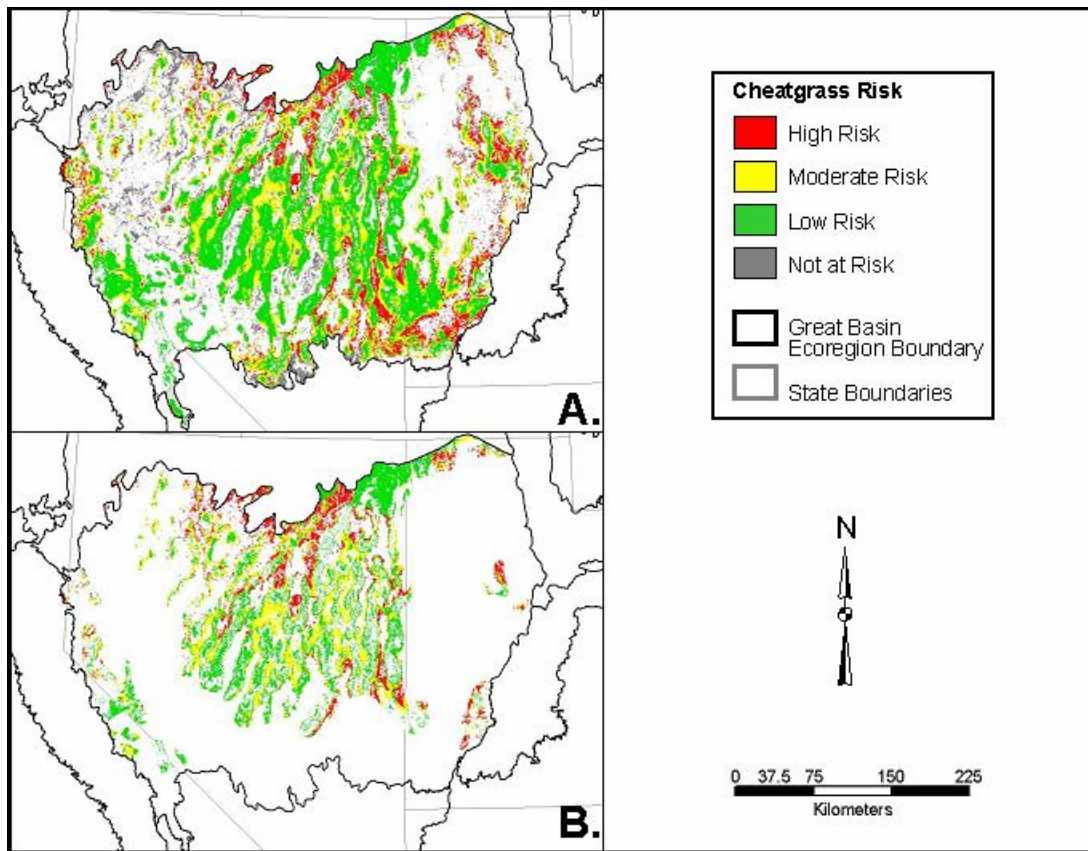 A.
B.
Cheatgrass Risk
High Risk
Moderate Risk
Low Risk
Not at Risk
Great Basin
Ecoregion Boundary
State Boundaries
N
0 37.5 75 150 225
Kilometers